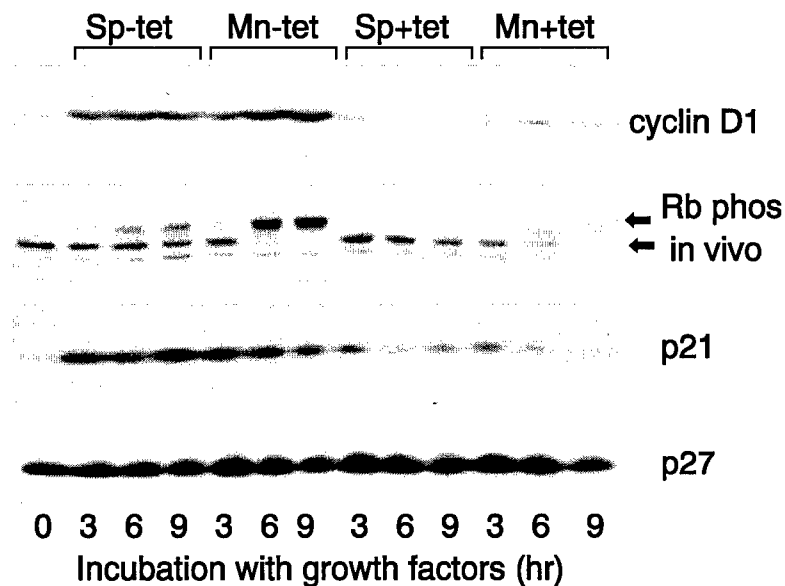 Sp-tet Mn-tet Sp+tet Mn+tet
cyclin D1
Rb phos
in vivo
p21
p27
0 3 6 9 3 6 9 3 6 9 3 6 9
Incubation with growth factors (hr)